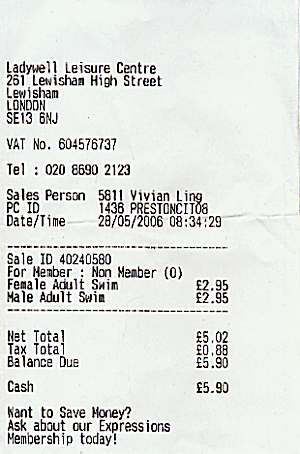 Ladywell Leisure Centre
261 Lewisham High Street
Lewisham
LONDON
SE13 6NJ
VAT No. 604576737
Tel : 020 8690 2123
Sales Person 5811 Vivian Ling
PC ID 1436 PRESTONCIT08
Date/Time 28/05/2006 08:34:29
Sale ID 40240580
For Member : Non Member (0)
Female Adult Swim £2.95
Male Adult Swim £2.95
Net Total £5.02
Tax Total £0.88
Balance Due £5.90
Cash £5.90
Want to Save Money?
Ask about our Expressions
Membership today!